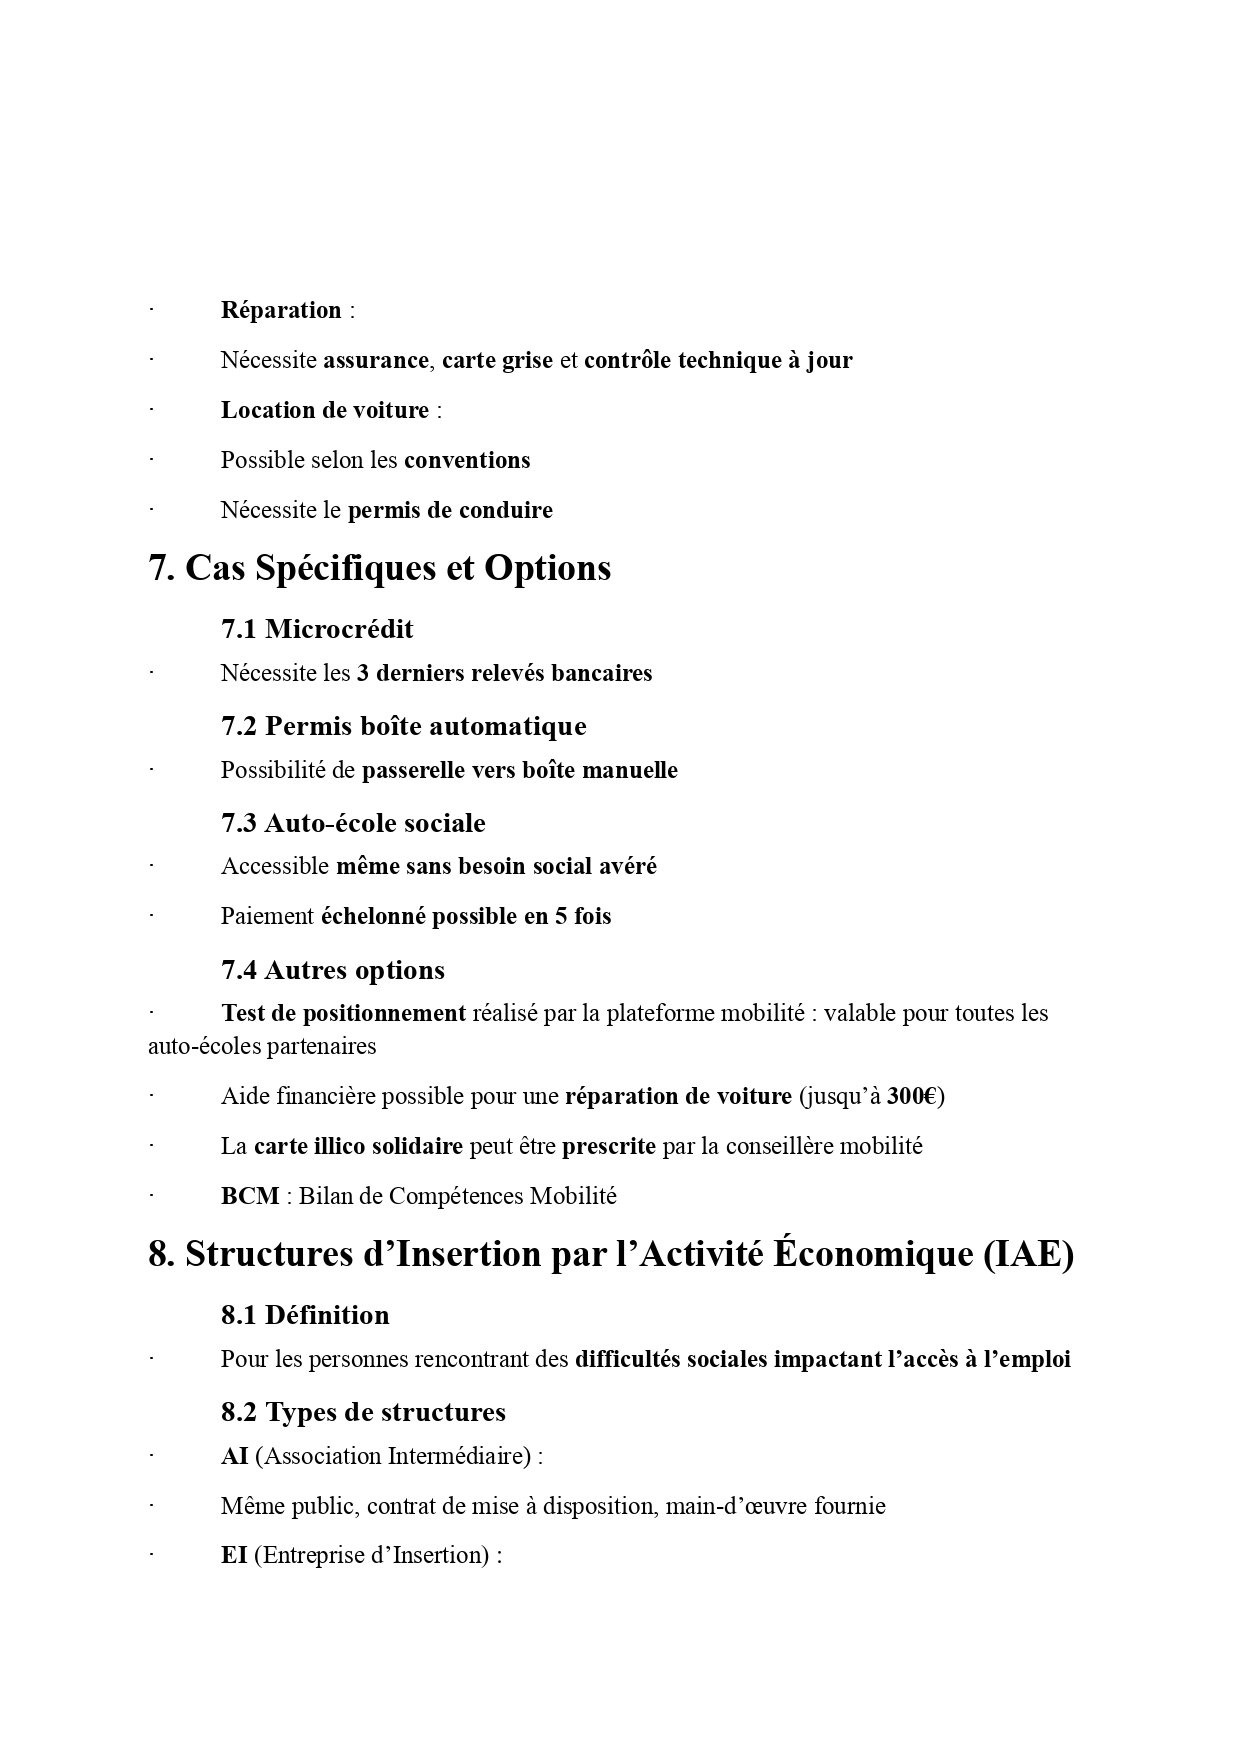 · Réparation :
· Nécessite assurance, carte grise et contrôle technique à jour
· Location de voiture :
· Possible selon les conventions
· Nécessite le permis de conduire
7. Cas Spécifiques et Options
7.1 Microcrédit
· Nécessite les 3 derniers relevés bancaires
7.2 Permis boîte automatique
· Possibilité de passerelle vers boîte manuelle
7.3 Auto-école sociale
· Accessible même sans besoin social avéré
· Paiement échelonné possible en 5 fois
7.4 Autres options
· Test de positionnement réalisé par la plateforme mobilité : valable pour toutes les
auto-écoles partenaires
· Aide financière possible pour une réparation de voiture (jusqu’à 300€)
· La carte illico solidaire peut être prescrite par la conseillère mobilité
· BCM : Bilan de Compétences Mobilité
8. Structures d’Insertion par l’Activité Économique (IAE)
8.1 Définition
· Pour les personnes rencontrant des difficultés sociales impactant l’accès à l’emploi
8.2 Types de structures
· AI (Association Intermédiaire) :
· Même public, contrat de mise à disposition, main-d’œuvre fournie
· EI (Entreprise d’Insertion) :